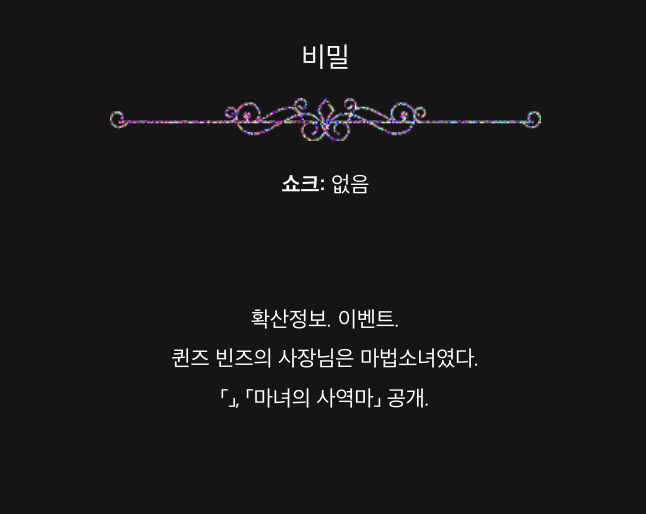 비밀
쇼크: 없음
확산정보. 이벤트.
퀸즈 빈즈의 사장님은 마법소녀였다.
「」, 「마녀의 사역마」 공개.